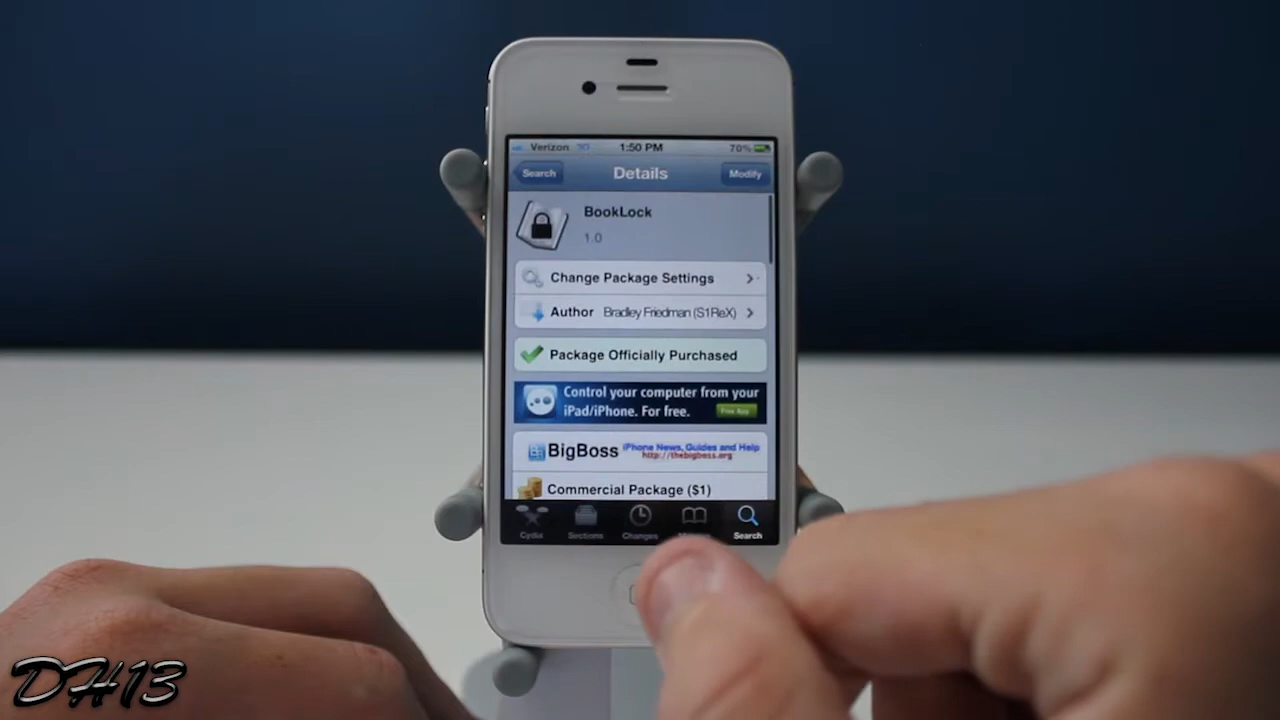 Verizon
1:50 PM
70%
Search
Details
Modify
BookLock
1.0
Change Package Settings
Author Bradley Friedman (S1ReX)
Package Officially Purchased
Control your computer from your
iPad/iPhone. For free.
Free App
BigBoss
iPhone News, Guides and Help
http://thebigboss.org
Commercial Package ($1)
Cydia
Sections
Changes
Search
DH13